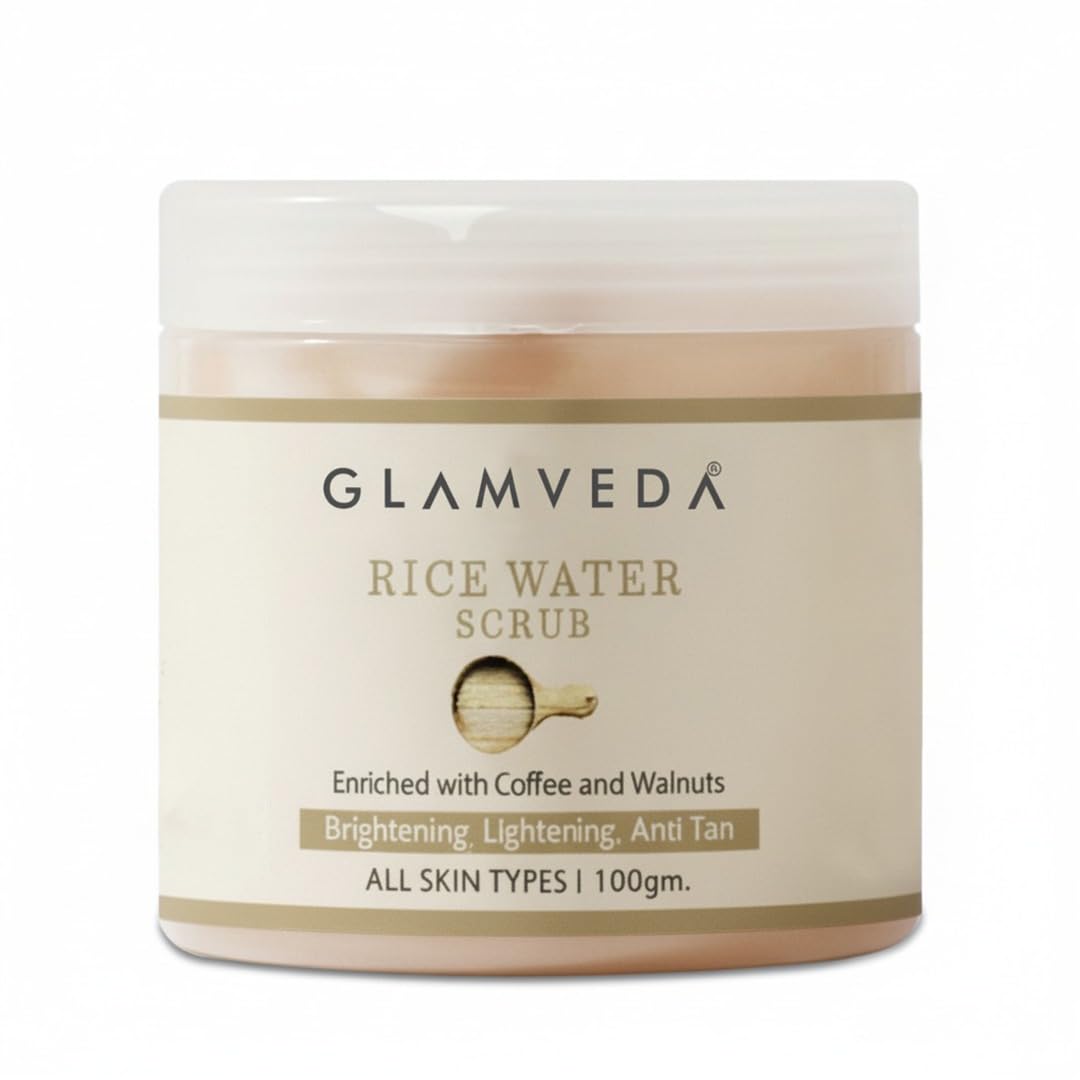 GLAMVEDA®
RICE WATER
SCRUB
Enriched with Coffee and Walnuts
Brightening, LIghtening, Anti Tan
ALL SKIN TYPES | 100gm.